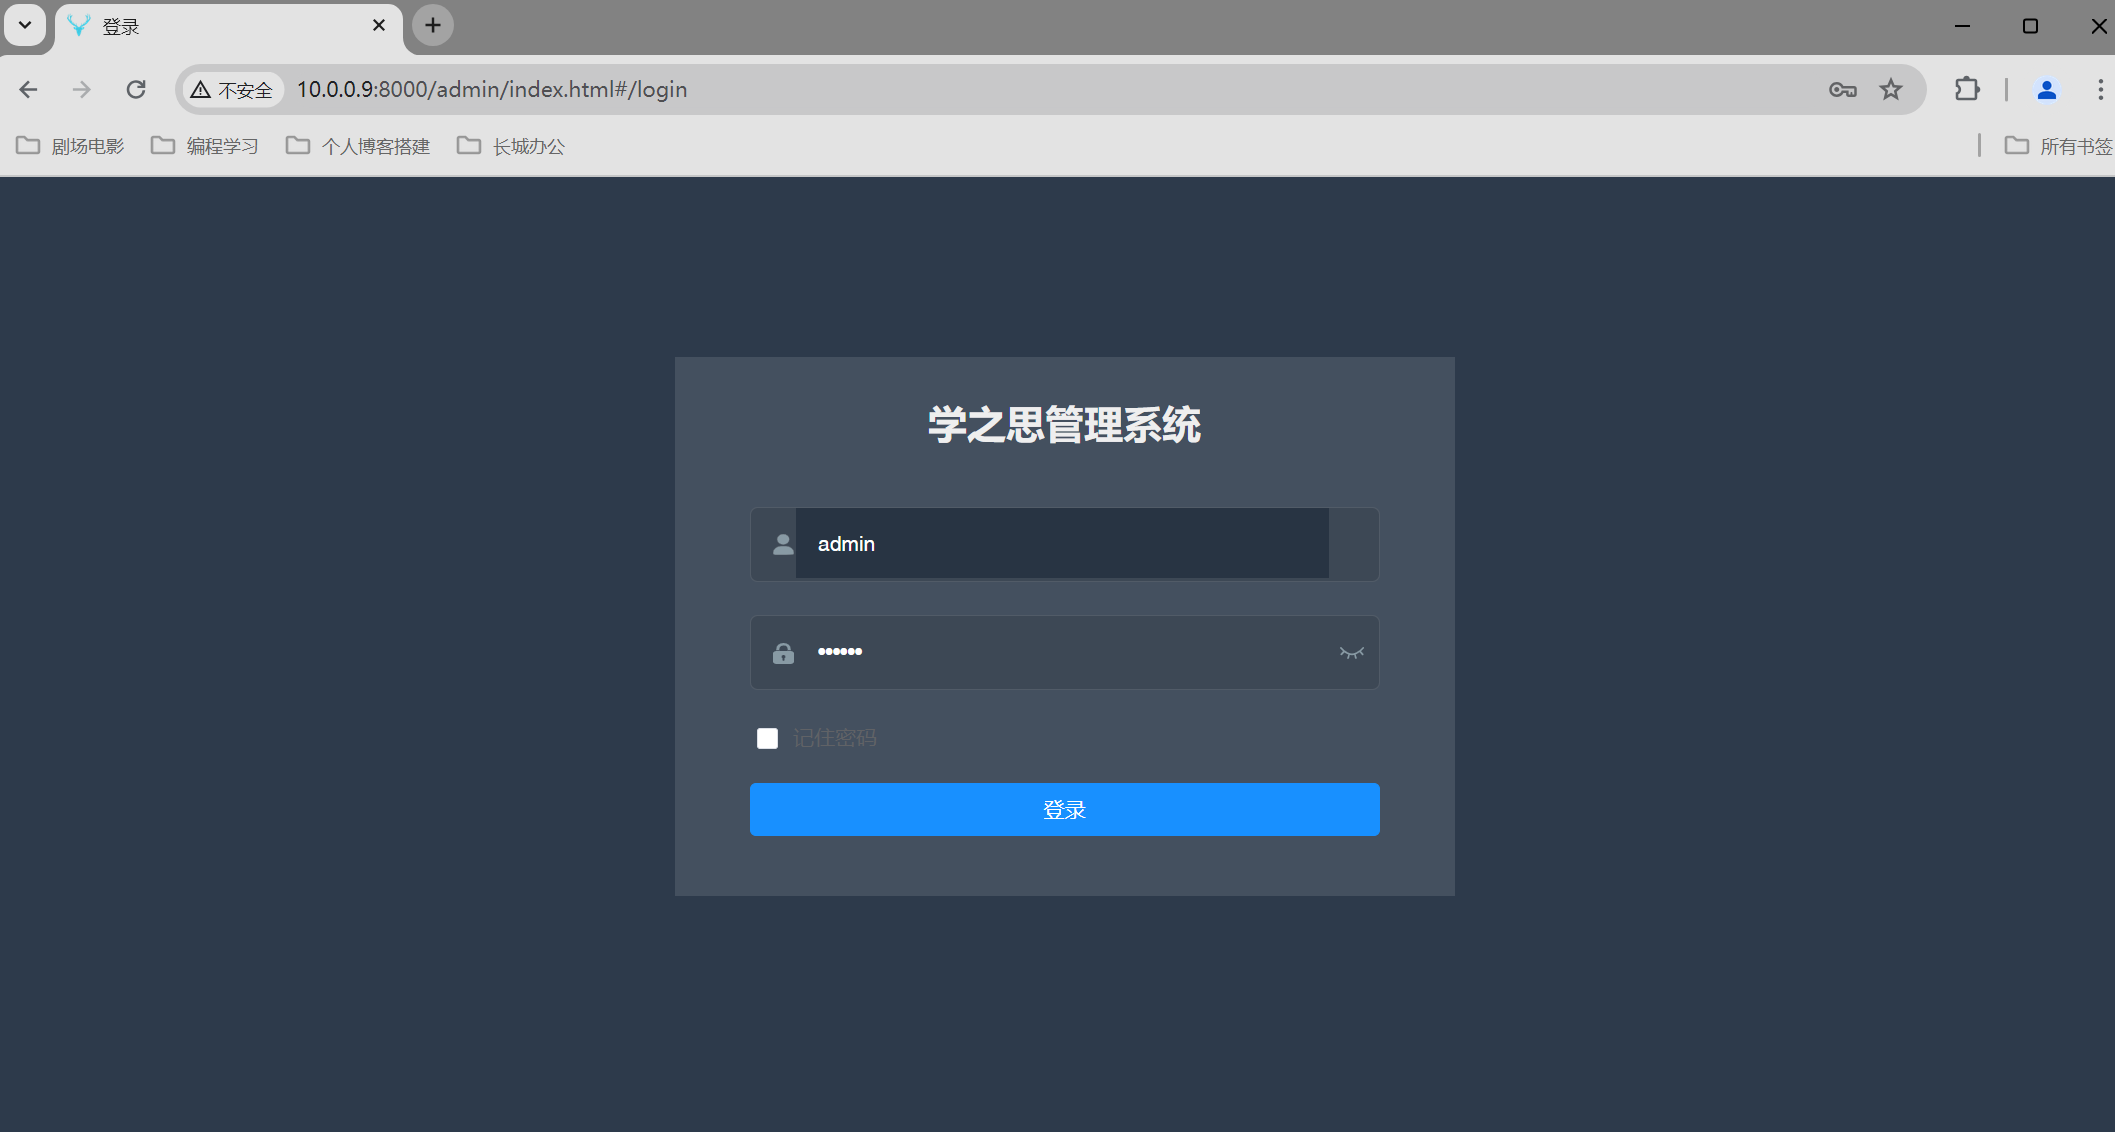 登录
不安全 10.0.0.9:8000/admin/index.html#/login
剧场电影 编程学习 个人博客搭建 长城办公 所有书签
学之思管理系统
admin
••••••
记住密码
登录